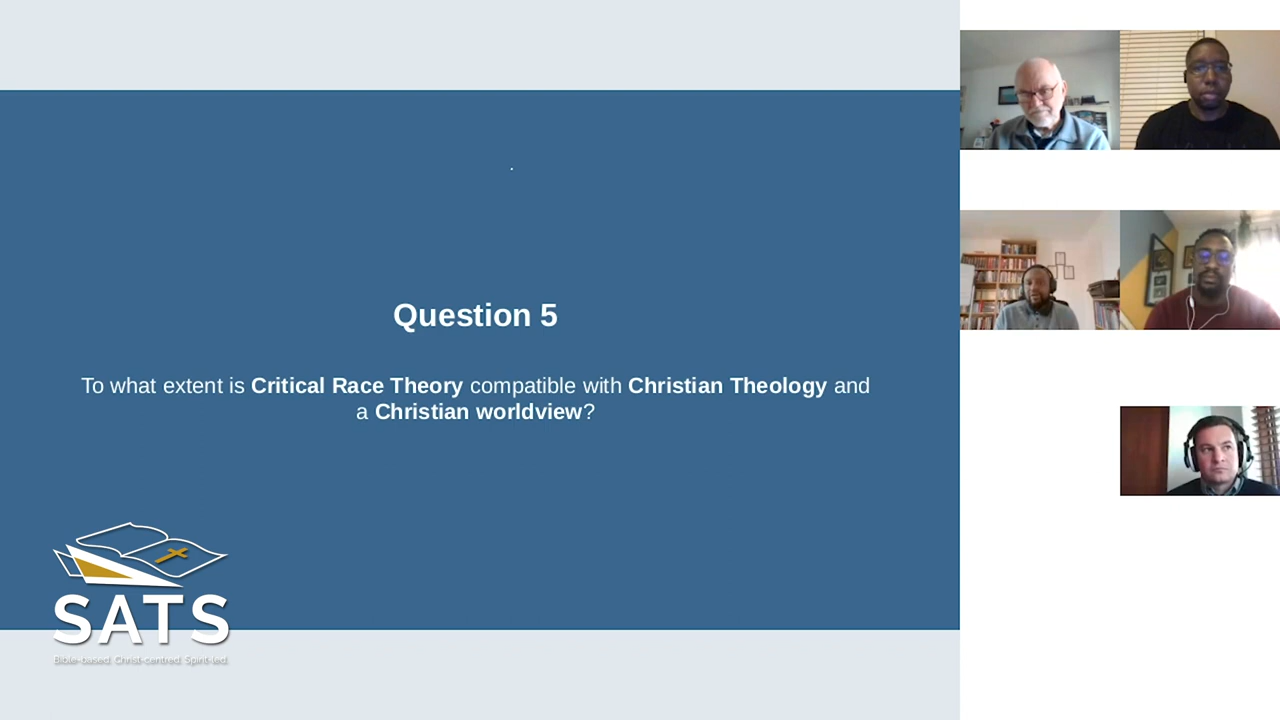 Question 5
To what extent is Critical Race Theory compatible with Christian Theology and
a Christian worldview?
SATS
Bible-based. Christ-centred. Spirit-led.